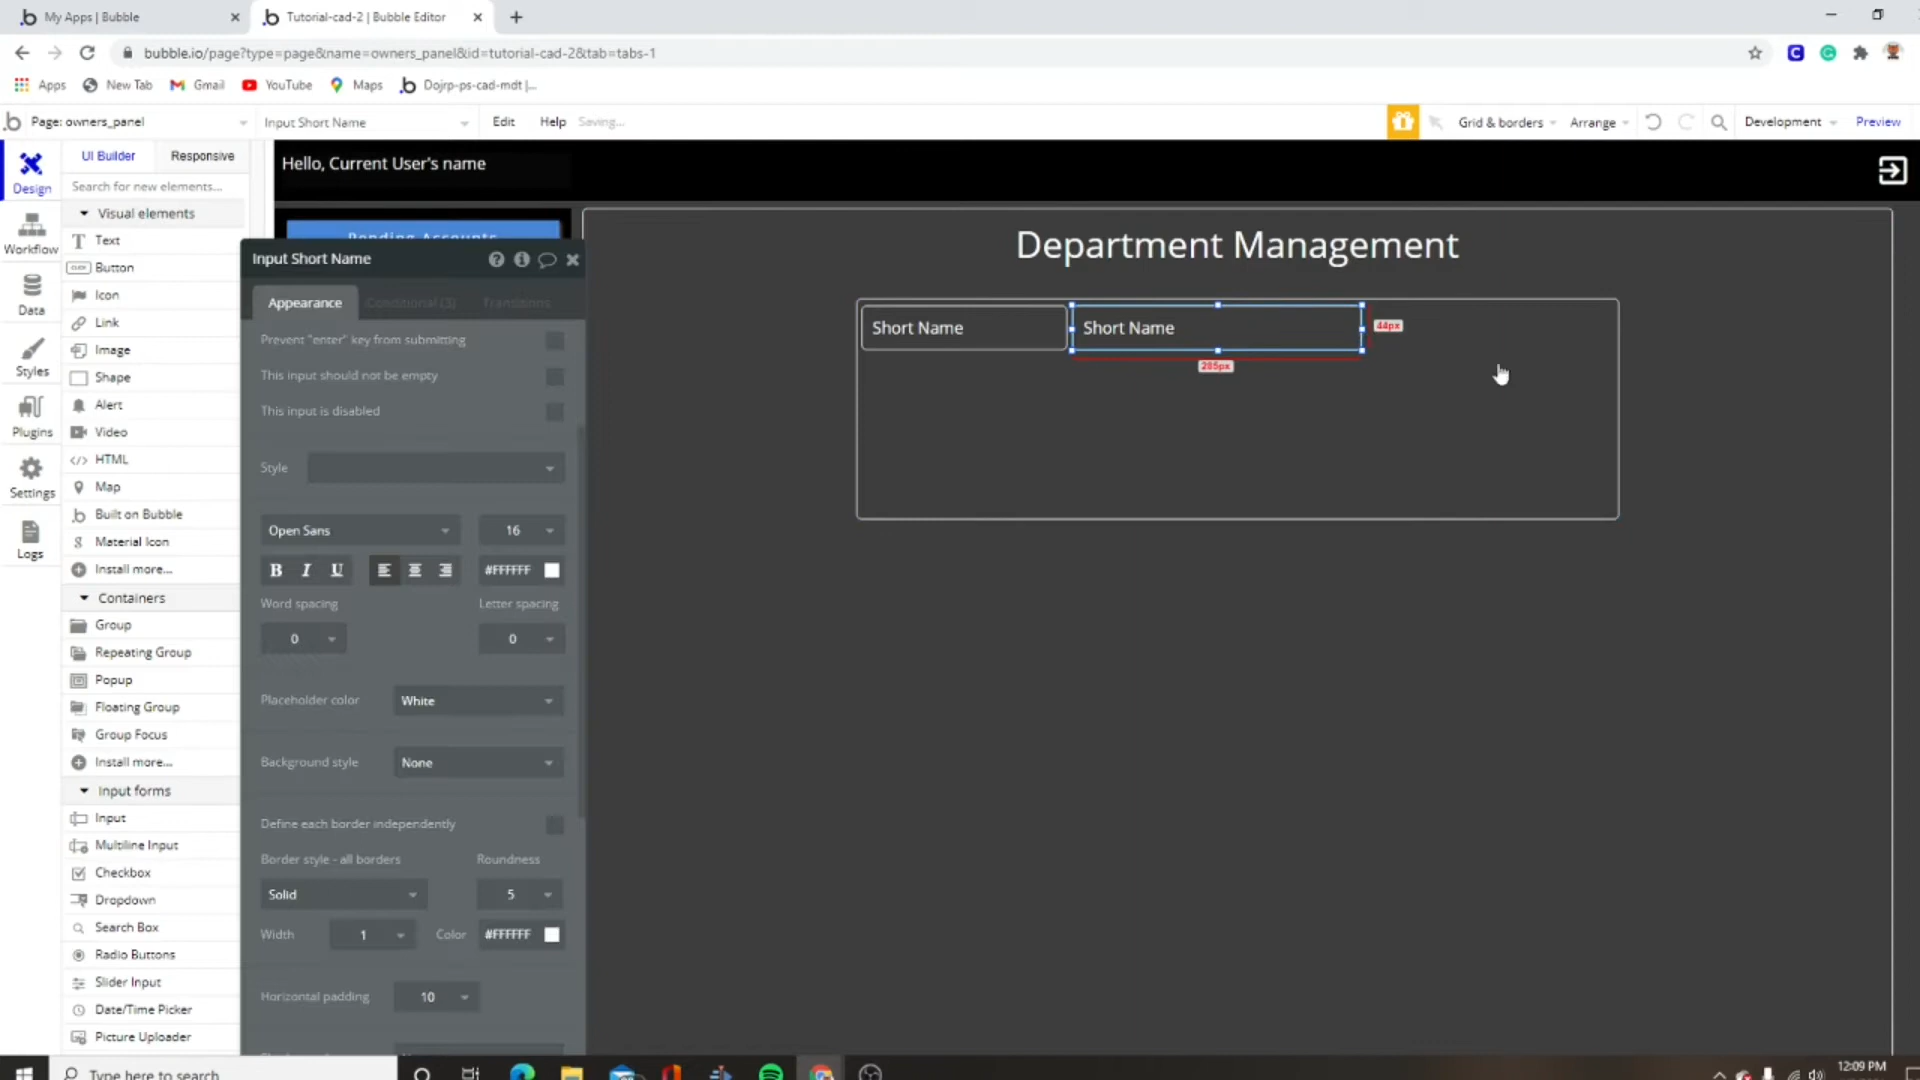 My Apps | Bubble
Tutorial-cad-2 | Bubble Editor
bubble.io/page?type=page&name=owners_panel&id=tutorial-cad-2&tab=tabs-1
Apps
New Tab
Gmail
YouTube
Maps
Dojrp-ps-cad-mdt |...
Page: owners_panel
Input Short Name
Edit
Help
Saving...
Grid & borders
Arrange
Development
Preview
Design
Workflow
Data
Styles
Plugins
Settings
Logs
UI Builder
Responsive
Search for new elements...
Visual elements
Text
Button
Icon
Link
Image
Shape
Alert
Video
HTML
Map
Built on Bubble
Material Icon
Install more...
Containers
Group
Repeating Group
Popup
Floating Group
Group Focus
Install more...
Input forms
Input
Multiline Input
Checkbox
Dropdown
Search Box
Radio Buttons
Slider Input
Date/Time Picker
Picture Uploader
Hello, Current User's name
Pending Accounts
Input Short Name
Appearance
Conditional (3)
Transitions
Prevent "enter" key from submitting
This input should not be empty
This input is disabled
Style
Open Sans
16
B I U
#FFFFFF
Word spacing
Letter spacing
0
0
Placeholder color
White
Background style
None
Define each border independently
Border style - all borders
Roundness
Solid
5
Width
1
Color
#FFFFFF
Horizontal padding
10
Department Management
Short Name
Short Name
44px
285px
Type here to search
12:09 PM